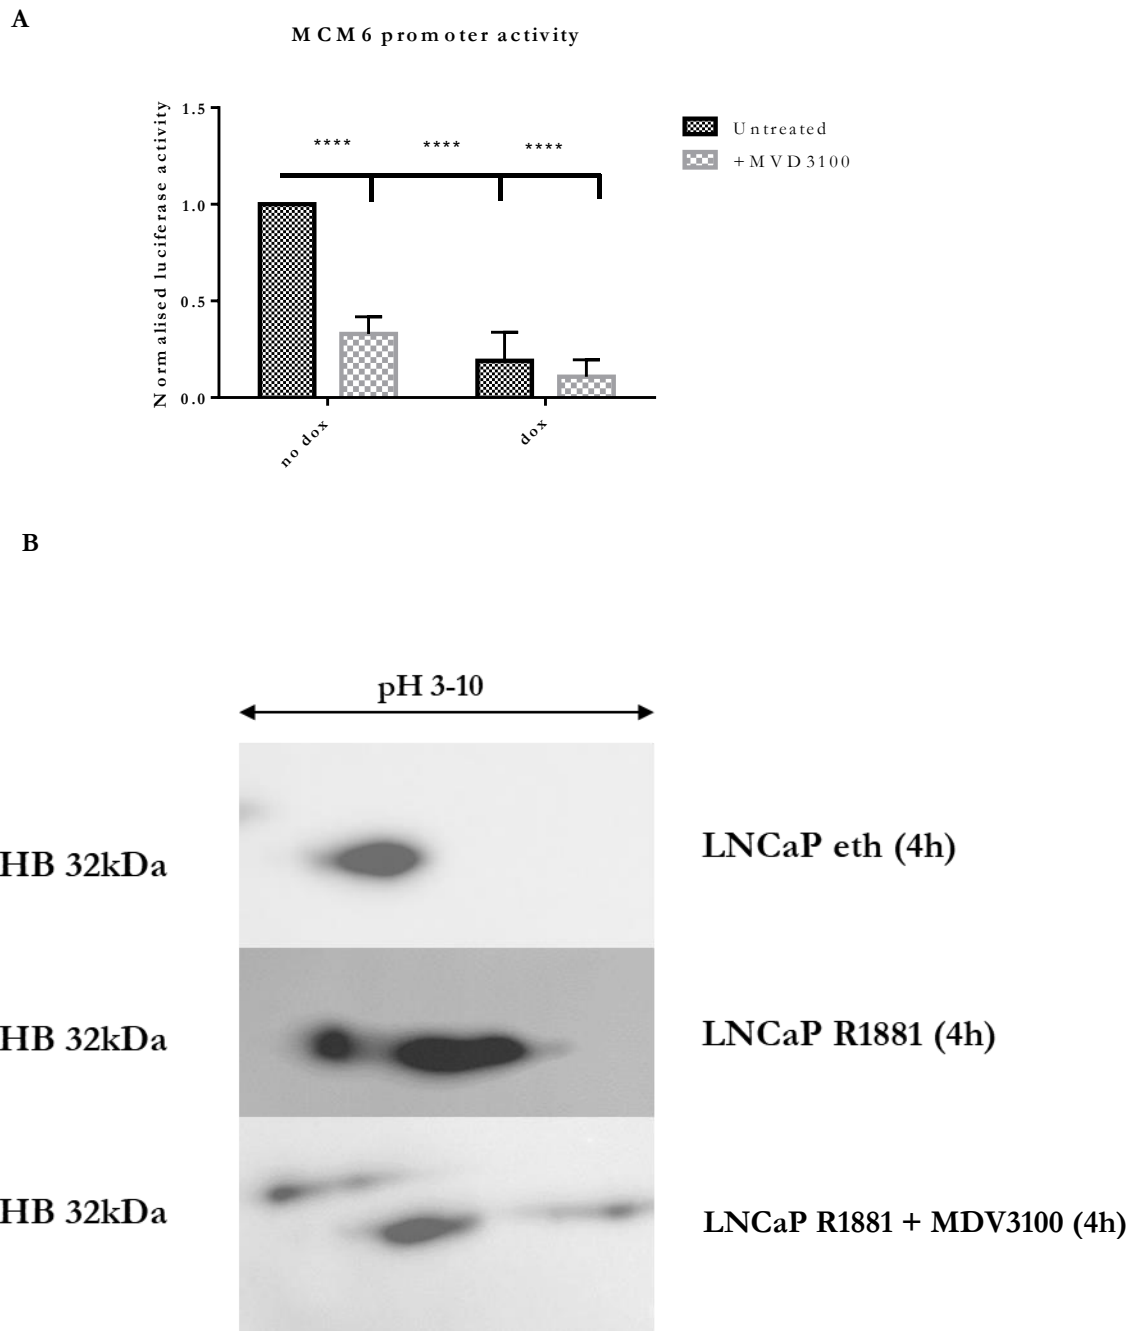 A
MCM6 promoter activity
Normalised luciferase activity
1.5
1.0
0.5
0.0
**** **** ****
Untreated
+MVD3100
no dox
dox
B
pH 3-10
HB 32kDa
LNCaP eth (4h)
HB 32kDa
LNCaP R1881 (4h)
HB 32kDa
LNCaP R1881 + MDV3100 (4h)